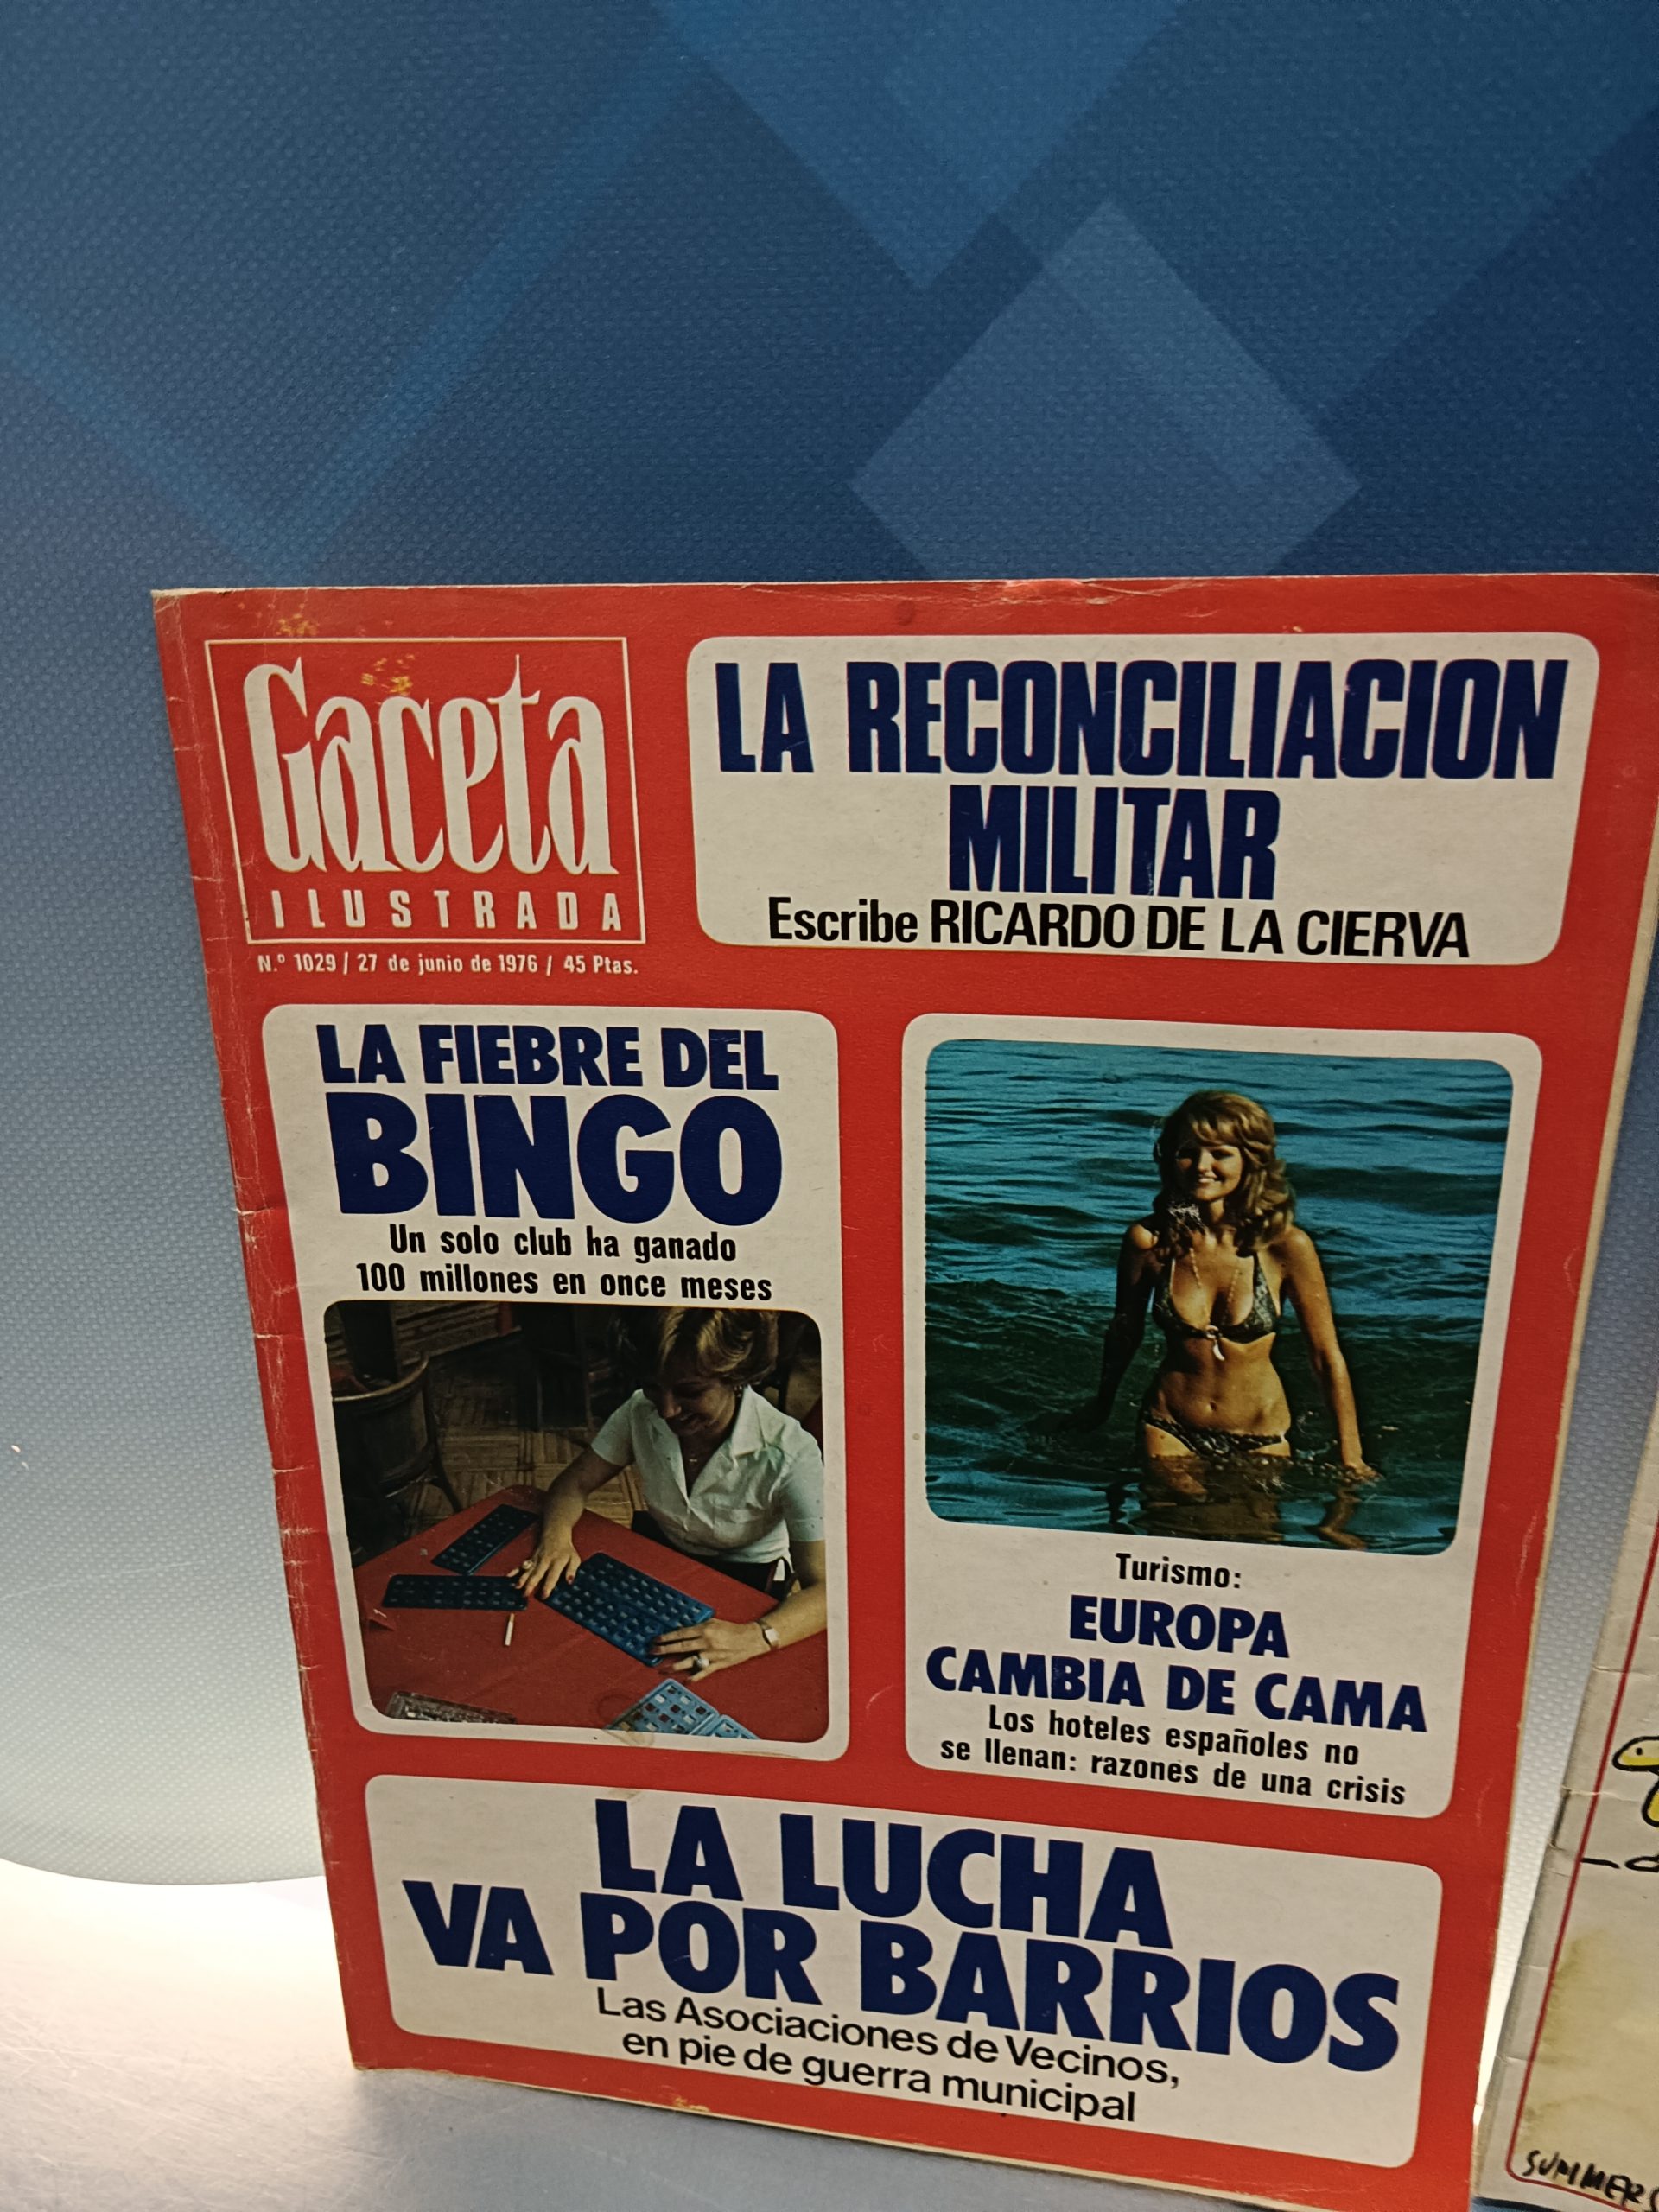 Gaceta
ILUSTRADA
N.º 1029 / 27 de junio de 1976 / 45 Ptas.
LA RECONCILIACION
MILITAR
Escribe RICARDO DE LA CIERVA
LA FIEBRE DEL
BINGO
Un solo club ha ganado
100 millones en once meses
Turismo:
EUROPA
CAMBIA DE CAMA
Los hoteles españoles no
se llenan: razones de una crisis
LA LUCHA
VA POR BARRIOS
Las Asociaciones de Vecinos,
en pie de guerra municipal
SUMMERS